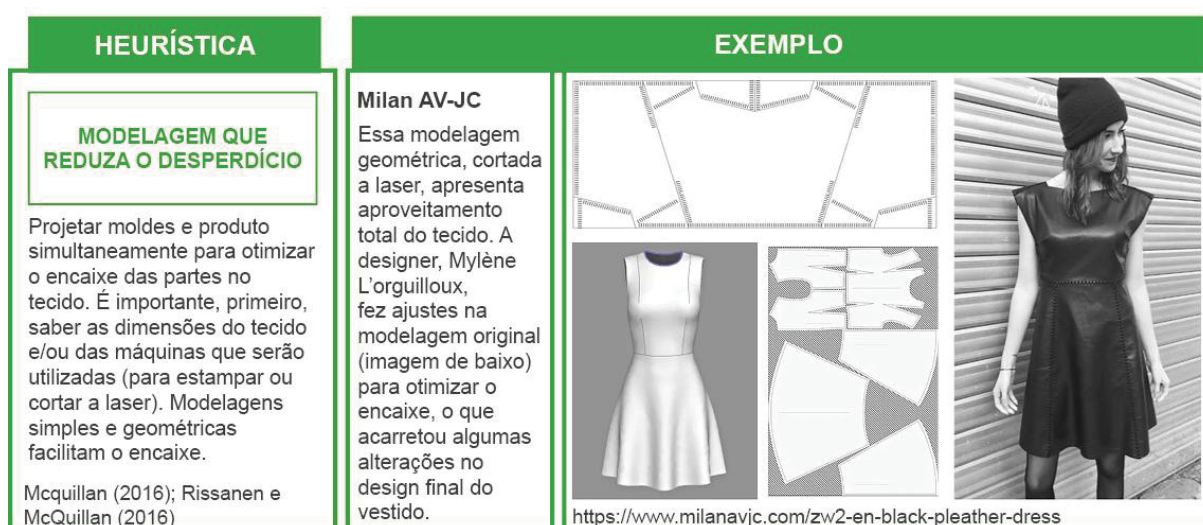 HEURÍSTICA
EXEMPLO
MODELAGEM QUE
REDUZA O DESPERDÍCIO
Projetar moldes e produto
simultaneamente para otimizar
o encaixe das partes no
tecido. É importante, primeiro,
saber as dimensões do tecido
e/ou das máquinas que serão
utilizadas (para estampar ou
cortar a laser). Modelagens
simples e geométricas
facilitam o encaixe.
Mcquillan (2016); Rissanen e
McQuillan (2016)
Milan AV-JC
Essa modelagem
geométrica, cortada
a laser, apresenta
aproveitamento
total do tecido. A
designer, Mylène
L’orguilloux,
fez ajustes na
modelagem original
(imagem de baixo)
para otimizar o
encaixe, o que
acarretou algumas
alterações no
design final do
vestido.
https://www.milanavjc.com/zw2-en-black-pleather-dress